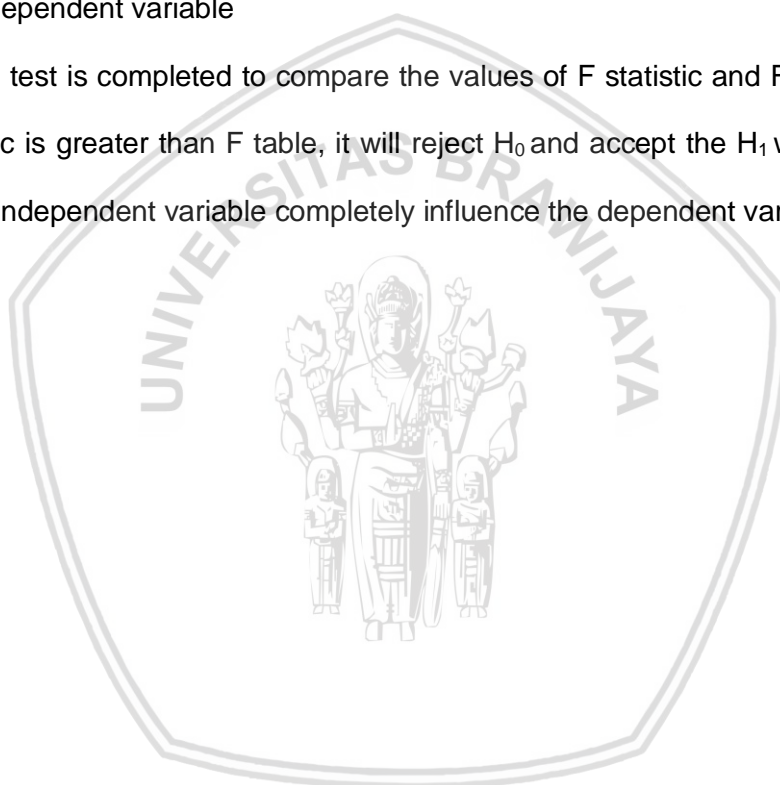 ependent variable
test is completed to compare the values of F statistic and F
c is greater than F table, it will reject H₀ and accept the H₁ w
ndependent variable completely influence the dependent var
UNIVERSITAS BRAWIJAYA